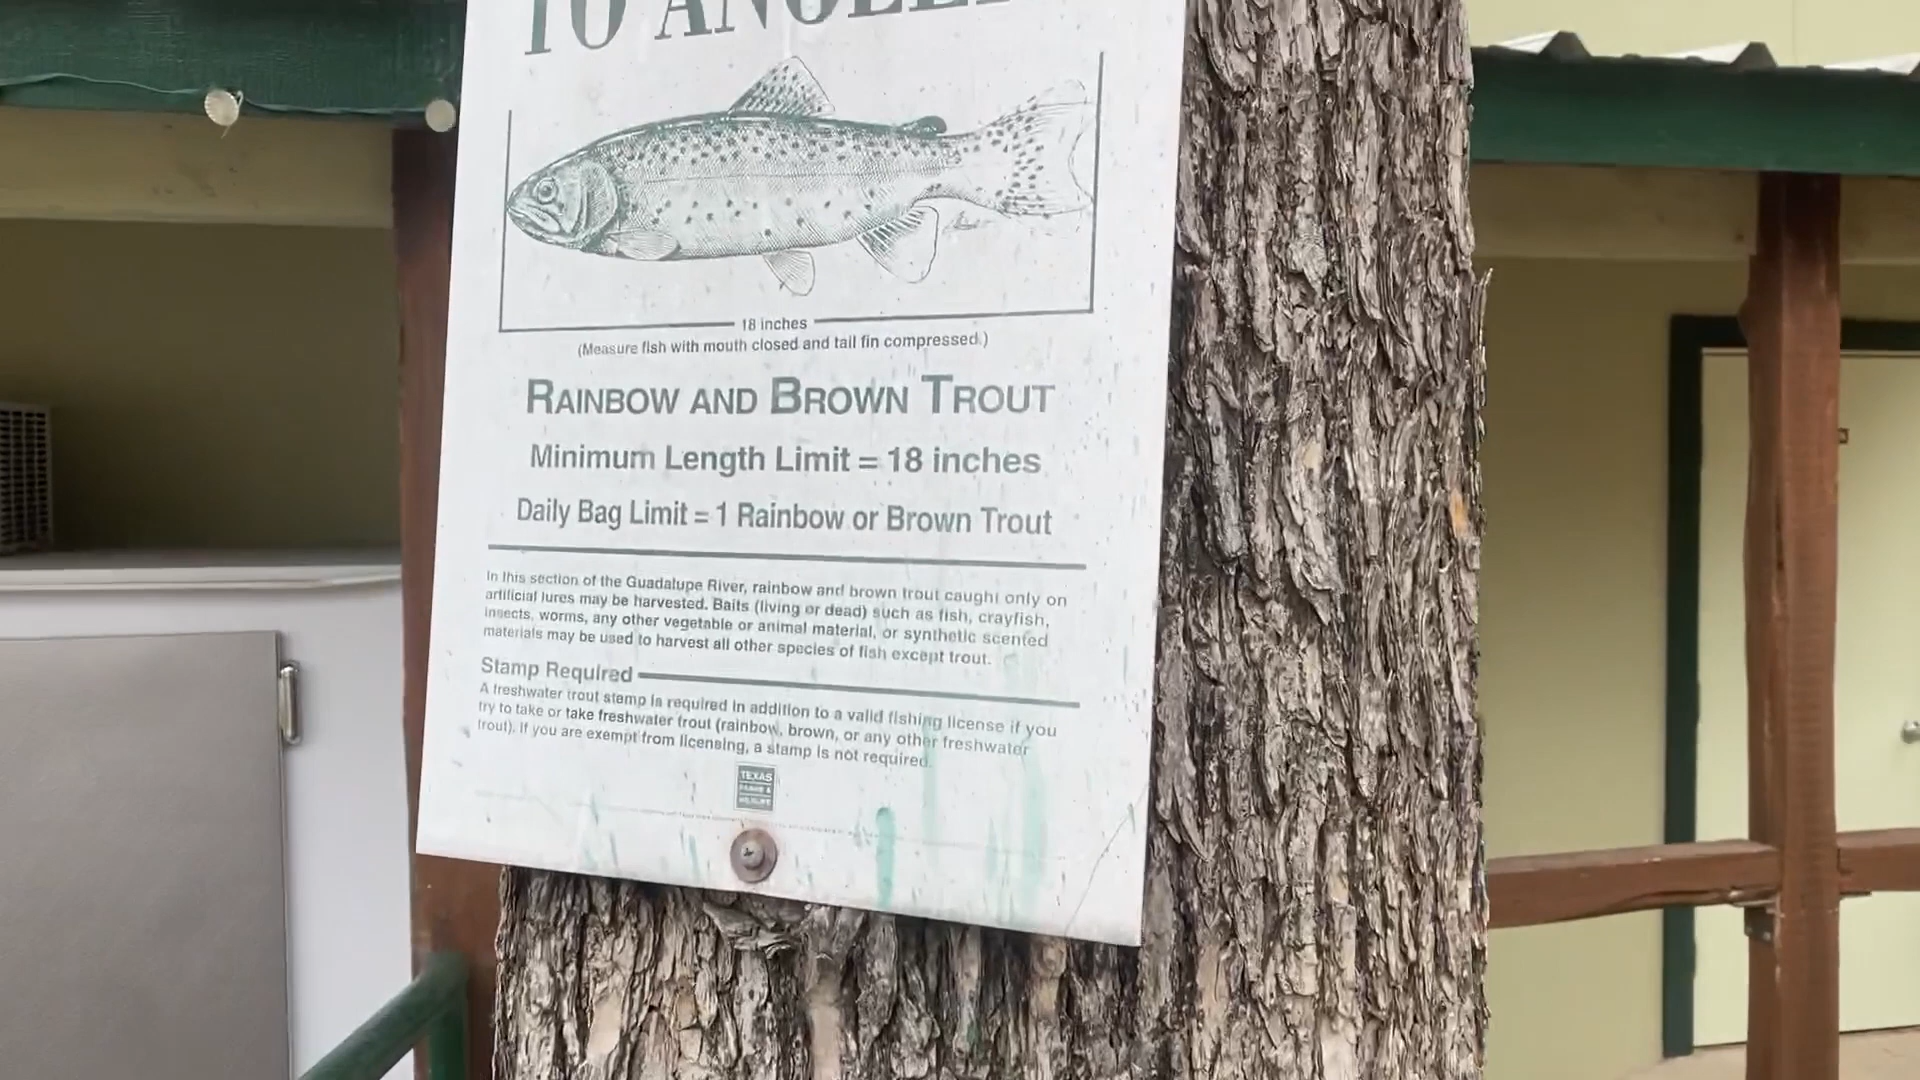 TO ANGLER
18 inches
(Measure fish with mouth closed and tail fin compressed.)
RAINBOW AND BROWN TROUT
Minimum Length Limit = 18 inches
Daily Bag Limit = 1 Rainbow or Brown Trout
In this section of the Guadalupe River, rainbow and brown trout caught only on
artificial lures may be harvested. Baits (living or dead) such as fish, crayfish,
insects, worms, any other vegetable or animal material, or synthetic scented
materials may be used to harvest all other species of fish except trout.
Stamp Required
A freshwater trout stamp is required in addition to a valid fishing license if you
try to take or take freshwater trout (rainbow, brown, or any other freshwater
trout). If you are exempt from licensing, a stamp is not required.
TEXAS
PARKS &
WILDLIFE